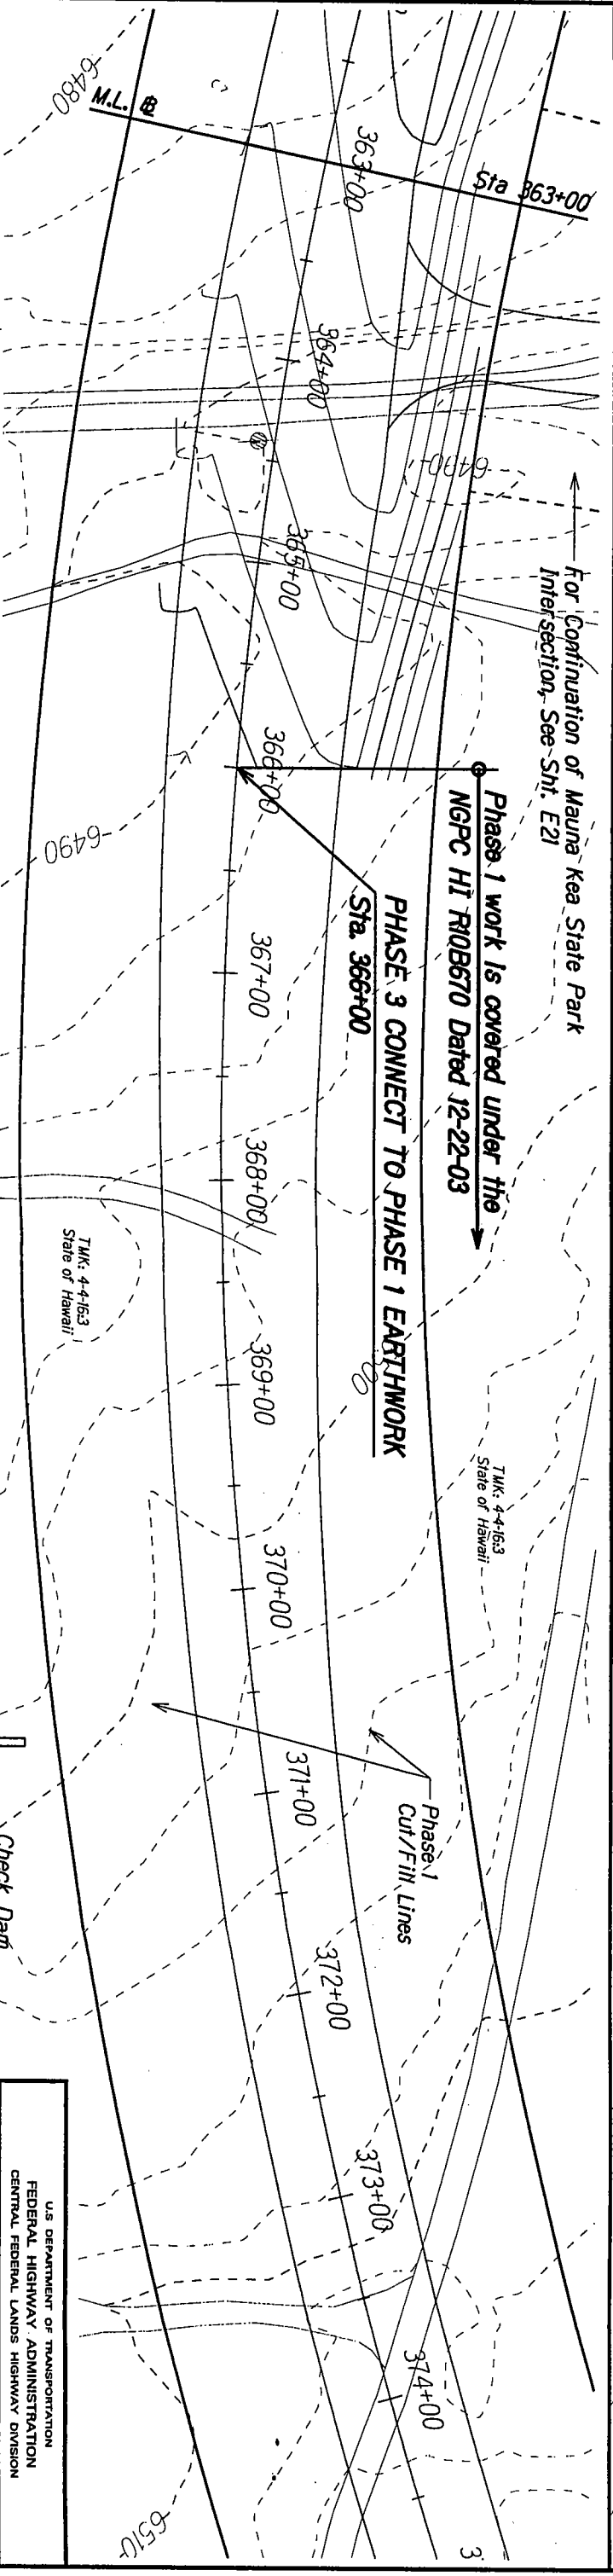 6480
M.L. ℄
Sta 363+00
363+00
364+00
365+00
366+00
367+00
368+00
369+00
370+00
371+00
372+00
373+00
374+00
3
6490
6490
6510
For Continuation of Mauna Kea State Park
Intersection, See Sht. E21
Phase 1 work is covered under the
NGPC HI R10B670 Dated 12-22-03
PHASE 3 CONNECT TO PHASE 1 EARTHWORK
Sta. 366+00
TMK: 4-4-16:3
State of Hawaii
TMK: 4-4-16:3
State of Hawaii
Phase 1
Cut/Fill Lines
Check Dam
U.S DEPARTMENT OF TRANSPORTATION
FEDERAL HIGHWAY ADMINISTRATION
CENTRAL FEDERAL LANDS HIGHWAY DIVISION